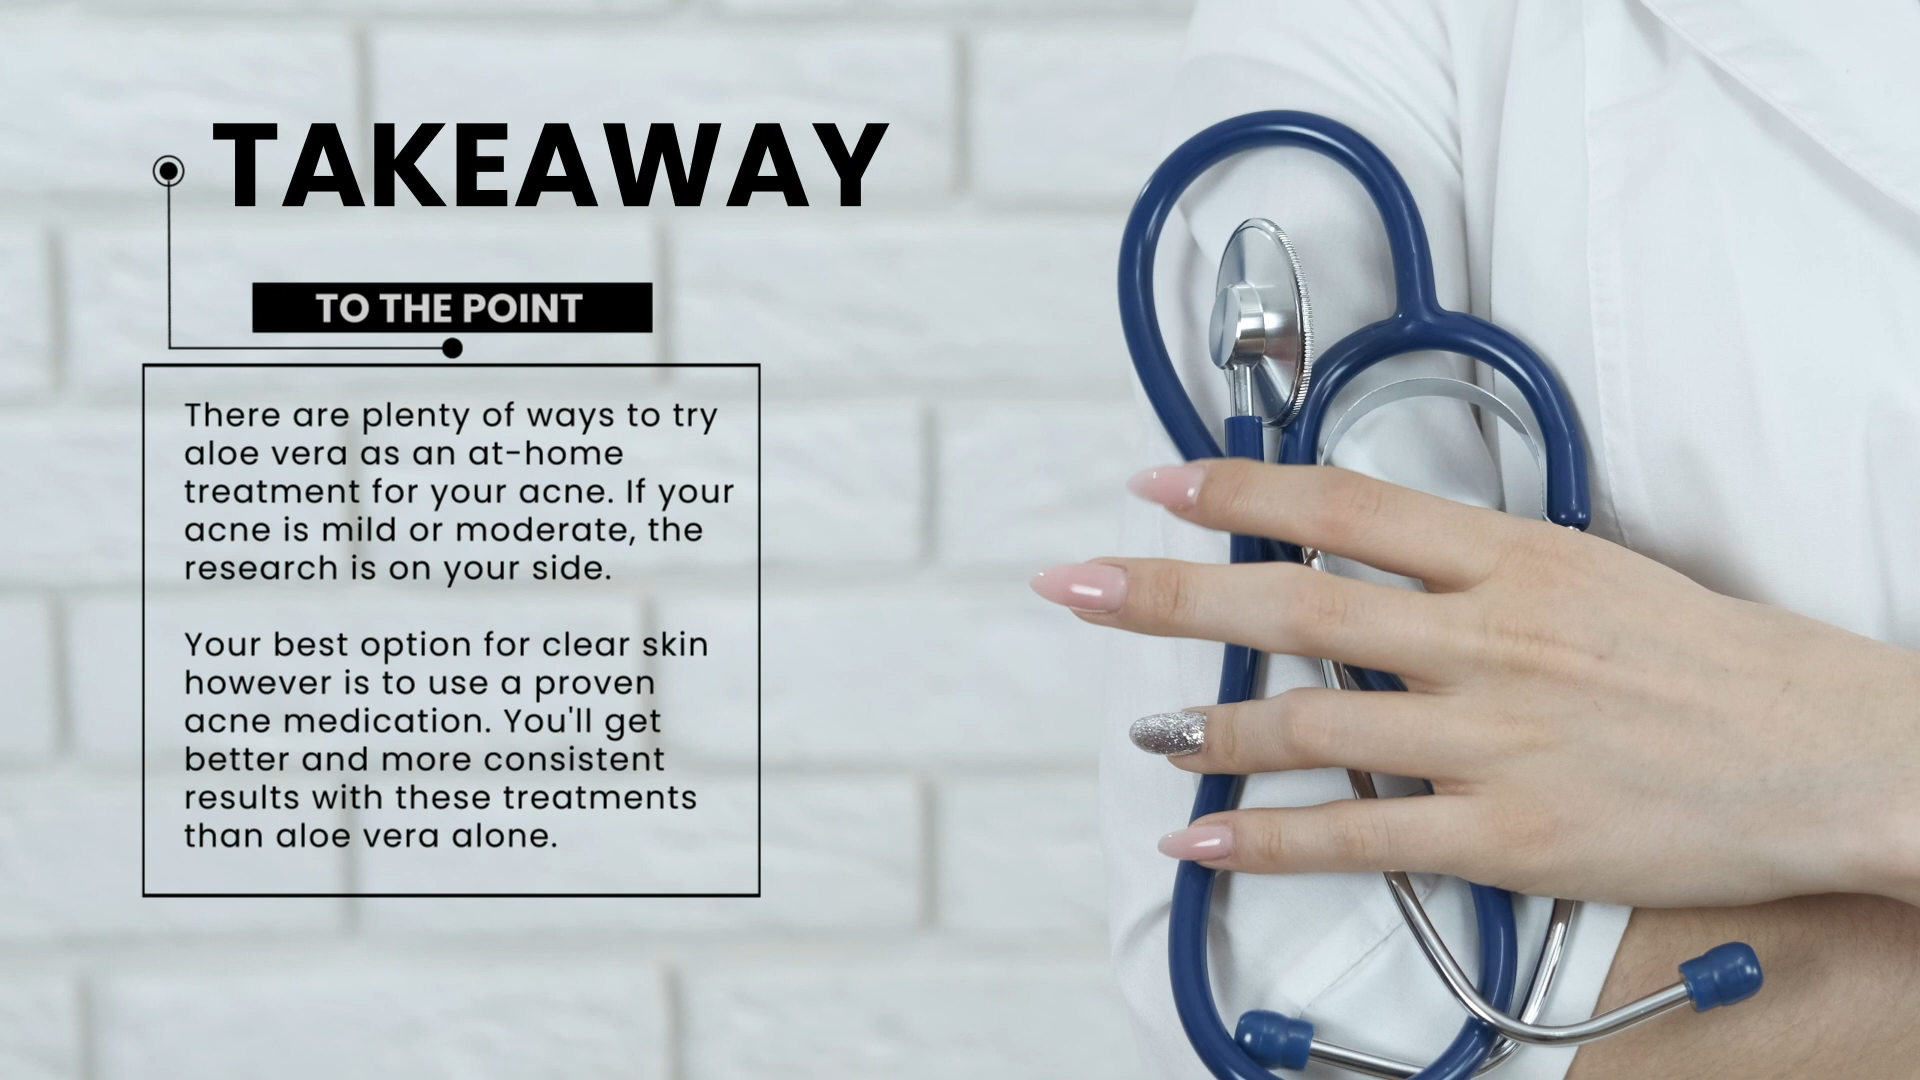 TAKEAWAY
TO THE POINT
There are plenty of ways to try
aloe vera as an at-home
treatment for your acne. If your
acne is mild or moderate, the
research is on your side.
Your best option for clear skin
however is to use a proven
acne medication. You'll get
better and more consistent
results with these treatments
than aloe vera alone.